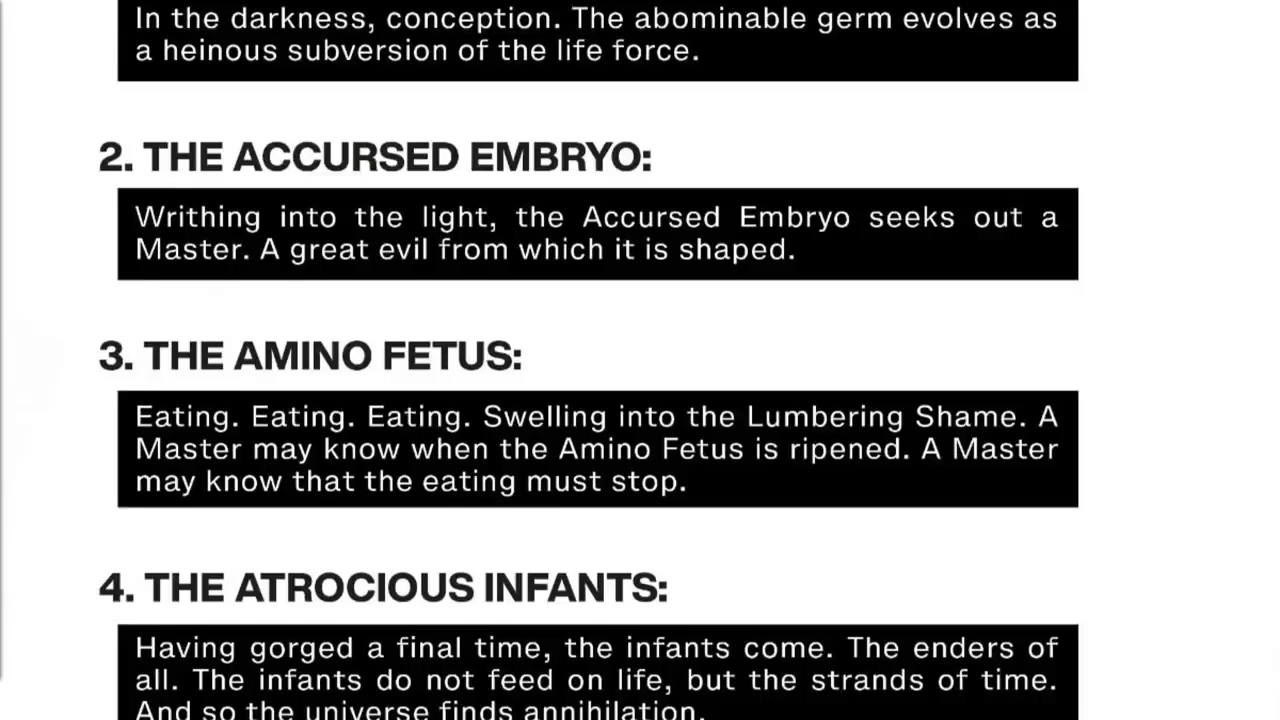 In the darkness, conception. The abominable germ evolves as
a heinous subversion of the life force.
2. THE ACCURSED EMBRYO:
Writhing into the light, the Accursed Embryo seeks out a
Master. A great evil from which it is shaped.
3. THE AMINO FETUS:
Eating. Eating. Eating. Swelling into the Lumbering Shame. A
Master may know when the Amino Fetus is ripened. A Master
may know that the eating must stop.
4. THE ATROCIOUS INFANTS:
Having gorged a final time, the infants come. The enders of
all. The infants do not feed on life, but the strands of time.
And so the universe finds annihilation.